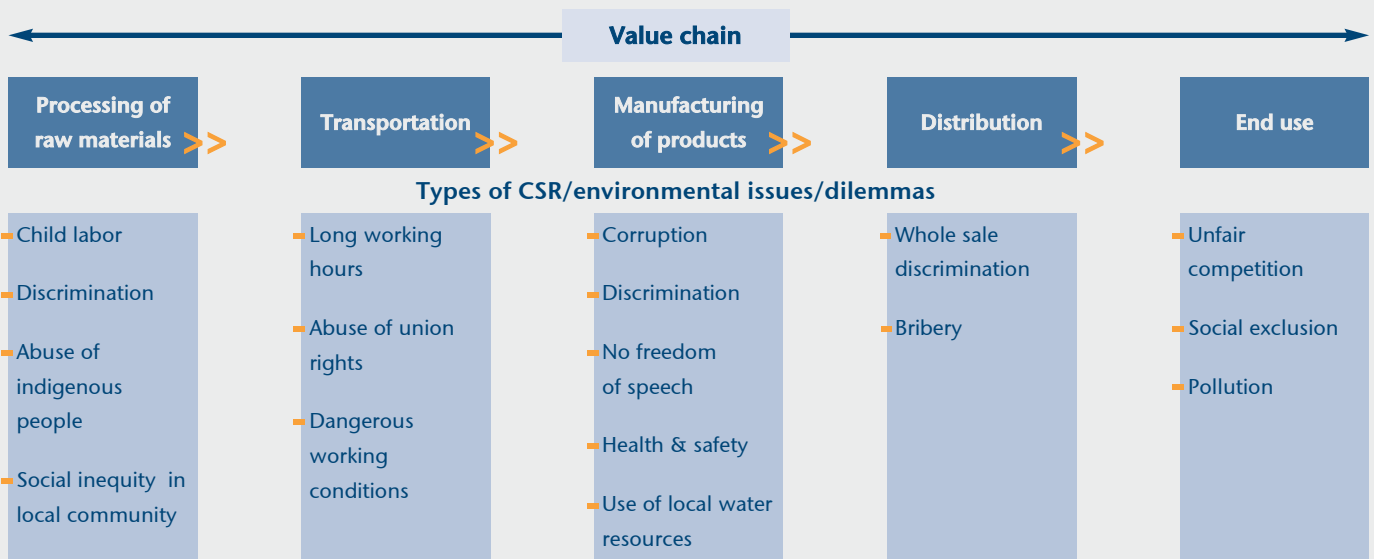 Value chain
Processing of
raw materials
>>
Transportation
>>
Manufacturing
of products
>>
Distribution
>>
End use
Types of CSR/environmental issues/dilemmas
Child labor
Discrimination
Abuse of
indigenous
people
Social inequity in
local community
Long working
hours
Abuse of union
rights
Dangerous
working
conditions
Corruption
Discrimination
No freedom
of speech
Health & safety
Use of local water
resources
Whole sale
discrimination
Bribery
Unfair
competition
Social exclusion
Pollution